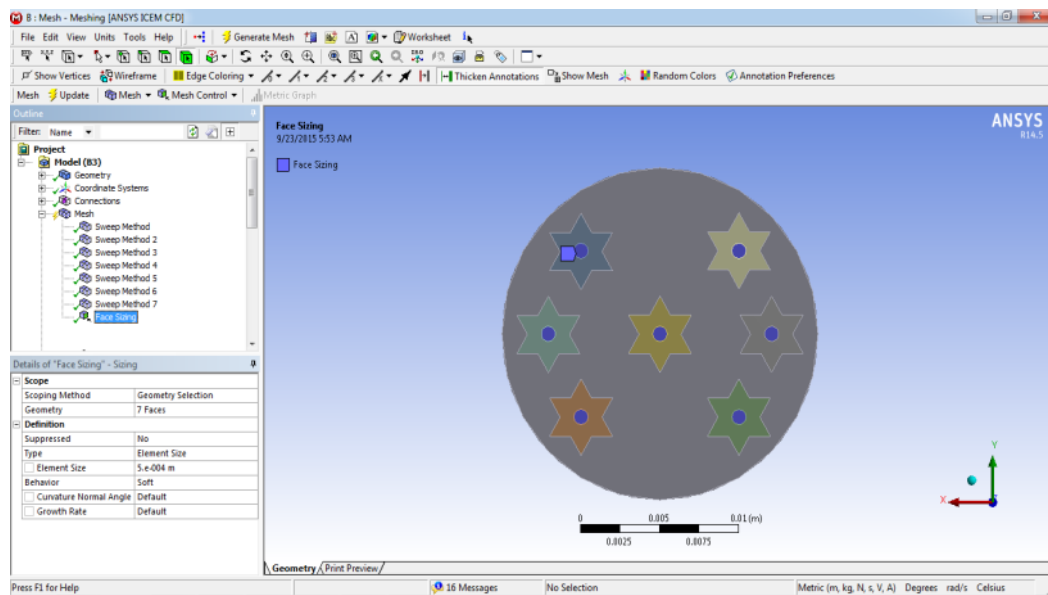 B : Mesh - Meshing [ANSYS ICEM CFD]
File Edit View Units Tools Help Generate Mesh A Worksheet
Show Vertices Wireframe Edge Coloring Thicken Annotations Show Mesh Random Colors Annotation Preferences
Mesh Update Mesh Mesh Control Metric Graph
Outline
Filter: Name
Project
Model (B3)
Geometry
Coordinate Systems
Connections
Mesh
Sweep Method
Sweep Method 2
Sweep Method 3
Sweep Method 4
Sweep Method 5
Sweep Method 6
Sweep Method 7
Face Sizing
Details of "Face Sizing" - Sizing
Scope
Scoping Method Geometry Selection
Geometry 7 Faces
Definition
Suppressed No
Type Element Size
Element Size 5.e-004 m
Behavior Soft
Curvature Normal Angle Default
Growth Rate Default
Face Sizing
9/23/2015 5:53 AM
Face Sizing
ANSYS
R14.5
Y
X
0 0.005 0.01 (m)
0.0025 0.0075
Geometry Print Preview
Press F1 for Help 16 Messages No Selection Metric (m, kg, N, s, V, A) Degrees rad/s Celsius